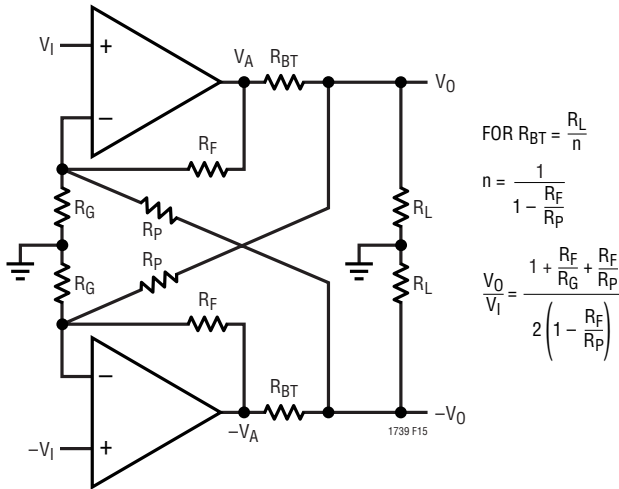 V_I
+
V_A
R_BT
V_O
−
R_F
R_G
R_P
R_L
R_P
R_G
R_L
R_F
−
R_BT
−V_O
−V_I
+
−V_A
1739 F15
FOR R_BT = R_L / n
n = 1 / (1 − R_F / R_P)
V_O / V_I = (1 + R_F / R_G + R_F / R_P) / (2 (1 − R_F / R_P))